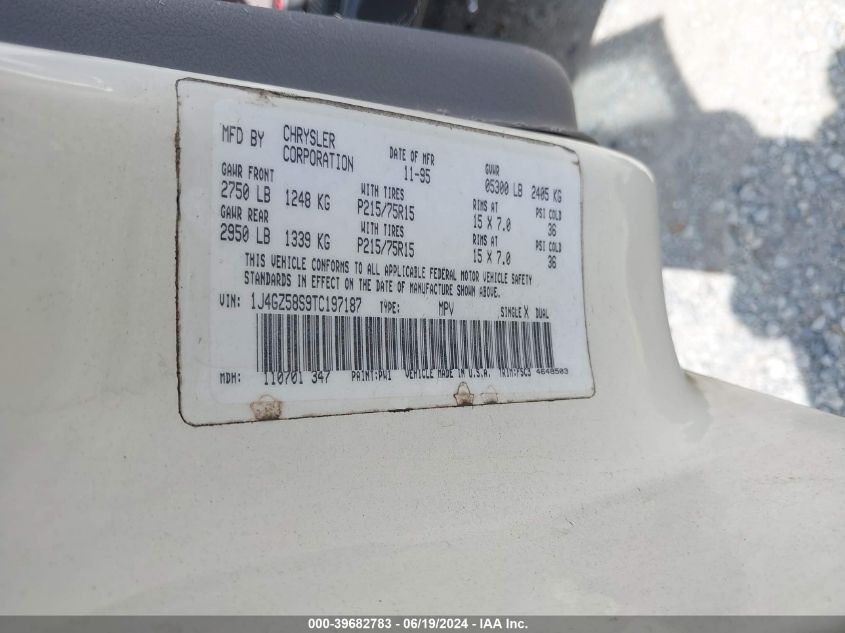 MFD BY CHRYSLER CORPORATION DATE OF MFR 11-95 GVWR 05300 LB 2405 KG
GAWR FRONT WITH TIRES RIMS AT PSI COLD
2750 LB 1248 KG P215/75R15 15 X 7.0 36
GAWR REAR WITH TIRES RIMS AT PSI COLD
2950 LB 1339 KG P215/75R15 15 X 7.0 36
THIS VEHICLE CONFORMS TO ALL APPLICABLE FEDERAL MOTOR VEHICLE SAFETY
STANDARDS IN EFFECT ON THE DATE OF MANUFACTURE SHOWN ABOVE.
VIN: 1J4GZ58S9TC197187 TYPE: MPV SINGLE X DUAL
MDH: 110701 347 PAINT:PW1 VEHICLE MADE IN U.S.A. TRIM:FSC3 4648503
000-39682783 - 06/19/2024 - IAA Inc.